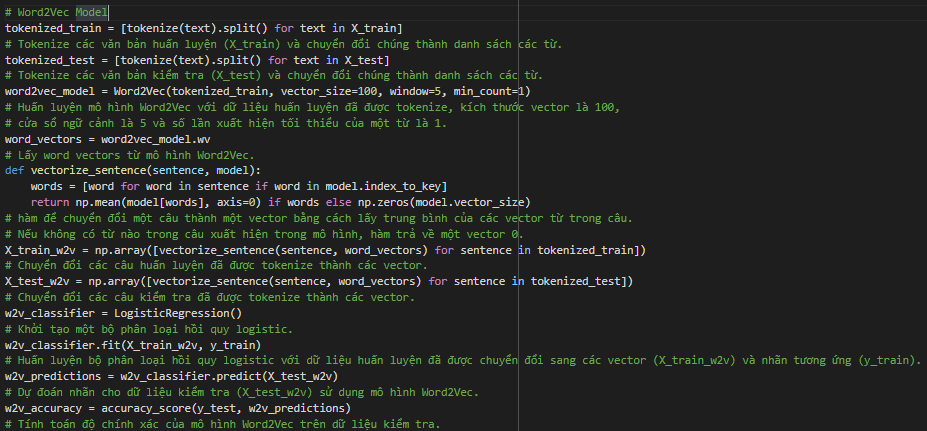 # Word2Vec Model
tokenized_train = [tokenize(text).split() for text in X_train]
# Tokenize các văn bản huấn luyện (X_train) và chuyển đổi chúng thành danh sách các từ.
tokenized_test = [tokenize(text).split() for text in X_test]
# Tokenize các văn bản kiểm tra (X_test) và chuyển đổi chúng thành danh sách các từ.
word2vec_model = Word2Vec(tokenized_train, vector_size=100, window=5, min_count=1)
# Huấn luyện mô hình Word2Vec với dữ liệu huấn luyện đã được tokenize, kích thước vector là 100,
# cửa sổ ngữ cảnh là 5 và số lần xuất hiện tối thiểu của một từ là 1.
word_vectors = word2vec_model.wv
# Lấy word vectors từ mô hình Word2Vec.
def vectorize_sentence(sentence, model):
    words = [word for word in sentence if word in model.index_to_key]
    return np.mean(model[words], axis=0) if words else np.zeros(model.vector_size)
# hàm để chuyển đổi một câu thành một vector bằng cách lấy trung bình của các vector từ trong câu.
# Nếu không có từ nào trong câu xuất hiện trong mô hình, hàm trả về một vector 0.
X_train_w2v = np.array([vectorize_sentence(sentence, word_vectors) for sentence in tokenized_train])
# Chuyển đổi các câu huấn luyện đã được tokenize thành các vector.
X_test_w2v = np.array([vectorize_sentence(sentence, word_vectors) for sentence in tokenized_test])
# Chuyển đổi các câu kiểm tra đã được tokenize thành các vector.
w2v_classifier = LogisticRegression()
# Khởi tạo một bộ phân loại hồi quy logistic.
w2v_classifier.fit(X_train_w2v, y_train)
# Huấn luyện bộ phân loại hồi quy logistic với dữ liệu huấn luyện đã được chuyển đổi sang các vector (X_train_w2v) và nhãn tương ứng (y_train).
w2v_predictions = w2v_classifier.predict(X_test_w2v)
# Dự đoán nhãn cho dữ liệu kiểm tra (X_test_w2v) sử dụng mô hình Word2Vec.
w2v_accuracy = accuracy_score(y_test, w2v_predictions)
# Tính toán độ chính xác của mô hình Word2Vec trên dữ liệu kiểm tra.